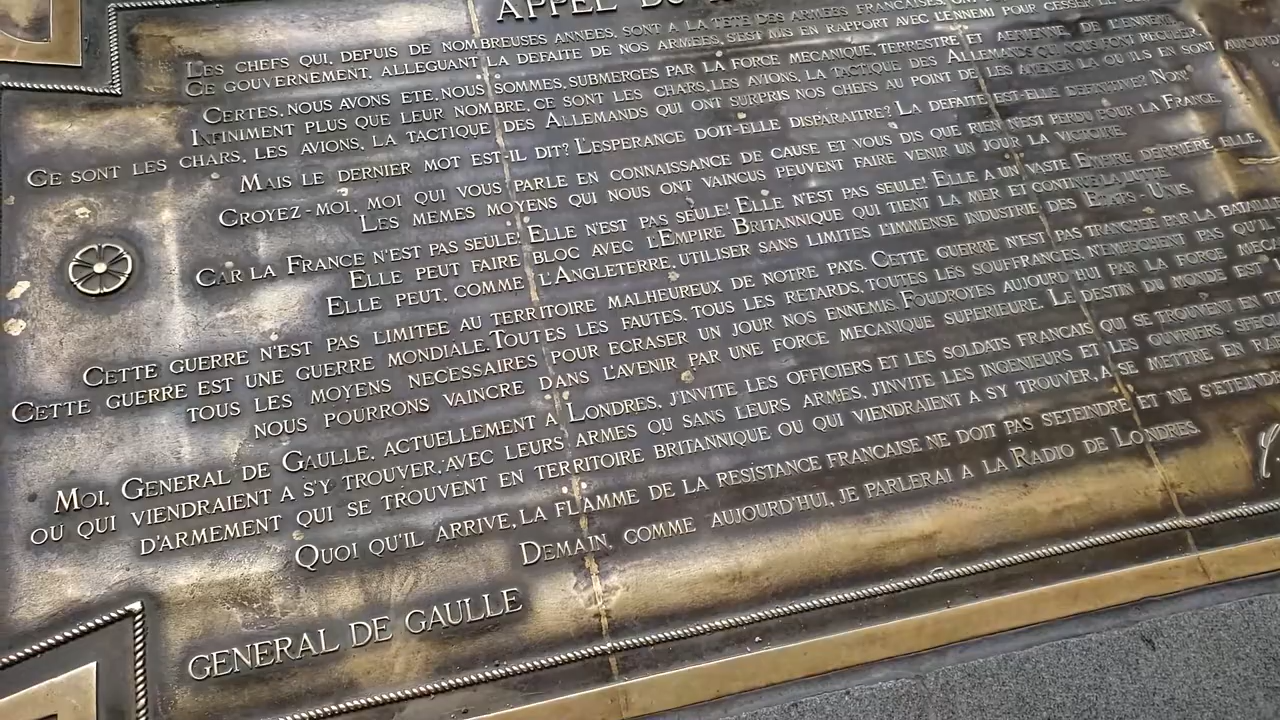 APPEL DU
LES CHEFS QUI, DEPUIS DE NOMBREUSES ANNEES, SONT A LA TETE DES ARMEES FRANCAISES, ONT
CE GOUVERNEMENT, ALLEGUANT LA DEFAITE DE NOS ARMEES, S'EST MIS EN RAPPORT AVEC L'ENNEMI POUR CESSER LE
CERTES, NOUS AVONS ETE, NOUS SOMMES, SUBMERGES PAR LA FORCE MECANIQUE, TERRESTRE ET AERIENNE, DE L'ENNEMI.
INFINIMENT PLUS QUE LEUR NOMBRE, CE SONT LES CHARS, LES AVIONS, LA TACTIQUE DES ALLEMANDS QUI NOUS FONT RECULER.
CE SONT LES CHARS, LES AVIONS, LA TACTIQUE DES ALLEMANDS QUI ONT SURPRIS NOS CHEFS AU POINT DE LES AMENER LA OU ILS EN SONT AUJOURD
MAIS LE DERNIER MOT EST-IL DIT? L'ESPERANCE DOIT-ELLE DISPARAITRE? LA DEFAITE EST-ELLE DEFINITIVE? NON!
CROYEZ-MOI, MOI QUI VOUS PARLE EN CONNAISSANCE DE CAUSE ET VOUS DIS QUE RIEN N'EST PERDU POUR LA FRANCE.
LES MEMES MOYENS QUI NOUS ONT VAINCUS PEUVENT FAIRE VENIR UN JOUR LA VICTOIRE.
CAR LA FRANCE N'EST PAS SEULE! ELLE N'EST PAS SEULE! ELLE N'EST PAS SEULE! ELLE A UN VASTE EMPIRE DERRIERE ELLE.
ELLE PEUT FAIRE BLOC AVEC L'EMPIRE BRITANNIQUE QUI TIENT LA MER ET CONTINUE LA LUTTE.
ELLE PEUT, COMME L'ANGLETERRE, UTILISER SANS LIMITES L'IMMENSE INDUSTRIE DES ETATS-UNIS.
CETTE GUERRE N'EST PAS LIMITEE AU TERRITOIRE MALHEUREUX DE NOTRE PAYS. CETTE GUERRE N'EST PAS TRANCHEE PAR LA BATAILLE
CETTE GUERRE EST UNE GUERRE MONDIALE. TOUTES LES FAUTES, TOUS LES RETARDS, TOUTES LES SOUFFRANCES, N'EMPECHENT PAS QU'IL
TOUS LES MOYENS NECESSAIRES POUR ECRASER UN JOUR NOS ENNEMIS. FOUDROYES AUJOURD'HUI PAR LA FORCE MECA
NOUS POURRONS VAINCRE DANS L'AVENIR PAR UNE FORCE MECANIQUE SUPERIEURE. LE DESTIN DU MONDE EST L
MOI, GENERAL DE GAULLE, ACTUELLEMENT A LONDRES, J'INVITE LES OFFICIERS ET LES SOLDATS FRANCAIS QUI SE TROUVENT EN T
OU QUI VIENDRAIENT A S'Y TROUVER, AVEC LEURS ARMES OU SANS LEURS ARMES, J'INVITE LES INGENIEURS ET LES OUVRIERS SPECI
D'ARMEMENT QUI SE TROUVENT EN TERRITOIRE BRITANNIQUE OU QUI VIENDRAIENT A S'Y TROUVER, A SE METTRE EN RA
QUOI QU'IL ARRIVE, LA FLAMME DE LA RESISTANCE FRANCAISE NE DOIT PAS S'ETEINDRE ET NE S'ETEINDR
DEMAIN, COMME AUJOURD'HUI, JE PARLERAI A LA RADIO DE LONDRES.
GENERAL DE GAULLE